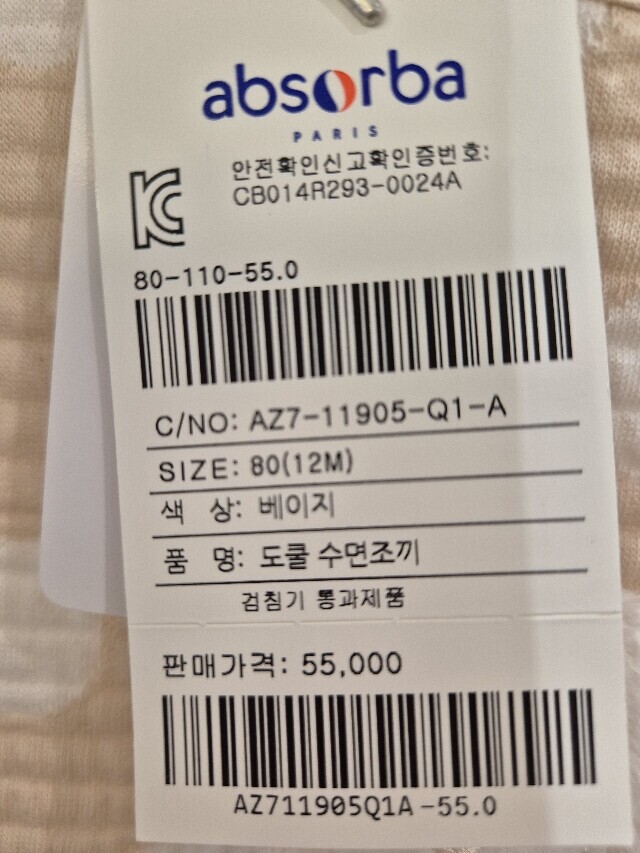 absorba
PARIS
안전확인신고확인증번호:
CB014R293-0024A
80-110-55.0
C/NO: AZ7-11905-Q1-A
SIZE: 80(12M)
색 상: 베이지
품 명: 도쿨 수면조끼
검침기 통과제품
판매가격: 55,000
AZ711905Q1A-55.0